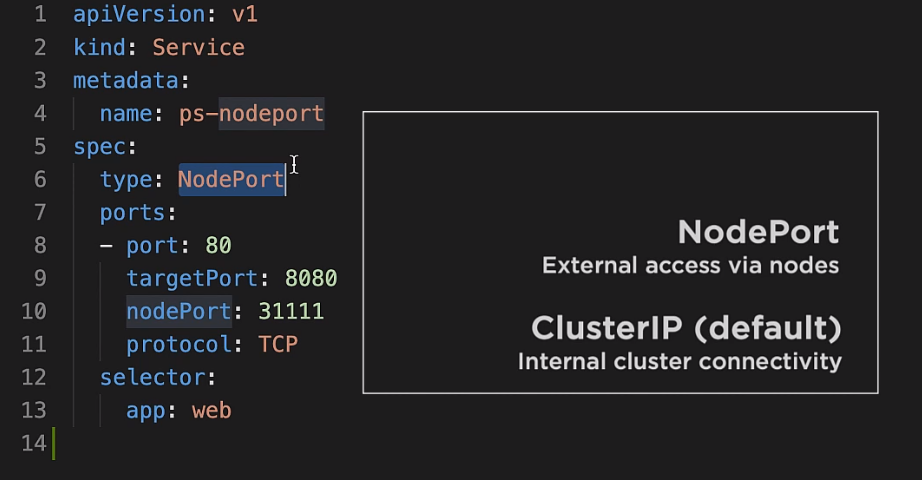 1 apiVersion: v1
2 kind: Service
3 metadata:
4   name: ps-nodeport
5 spec:
6   type: NodePort
7   ports:
8   - port: 80
9     targetPort: 8080
10     nodePort: 31111
11     protocol: TCP
12   selector:
13     app: web
14
NodePort
External access via nodes
ClusterIP (default)
Internal cluster connectivity